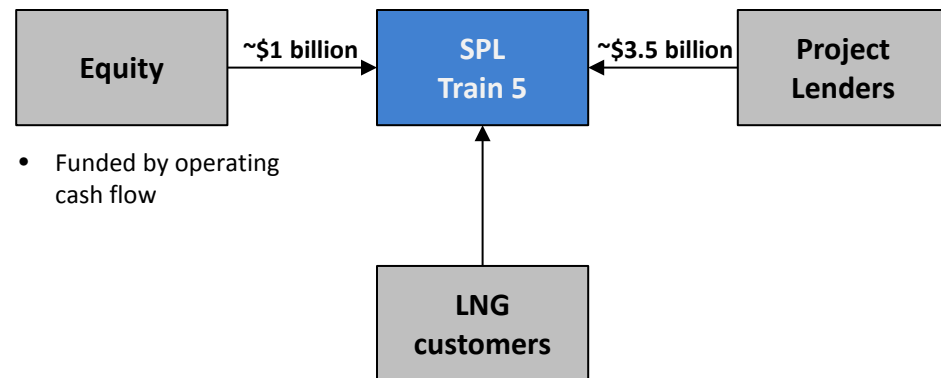 Equity
~$1 billion
SPL
Train 5
~$3.5 billion
Project
Lenders
• Funded by operating
cash flow
LNG
customers